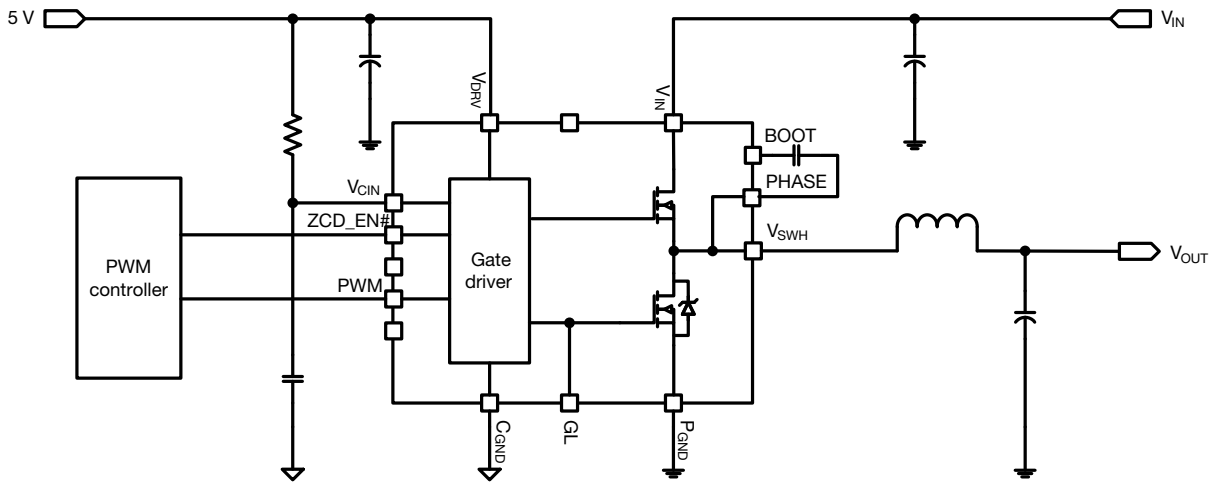 5 V
V_IN
V_DRV
V_IN
BOOT
PHASE
V_CIN
ZCD_EN#
V_SWH
PWM
controller
PWM
Gate
driver
V_OUT
C_GND
GL
P_GND